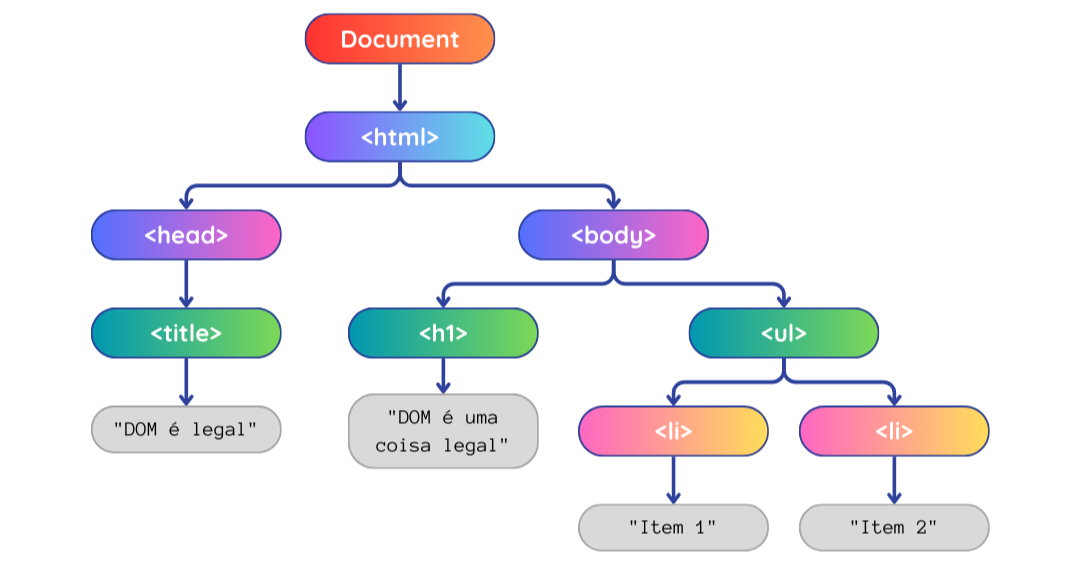 Document
<html>
<head>
<body>
<title>
<h1>
<ul>
"DOM é legal"
"DOM é uma
coisa legal"
<li>
<li>
"Item 1"
"Item 2"